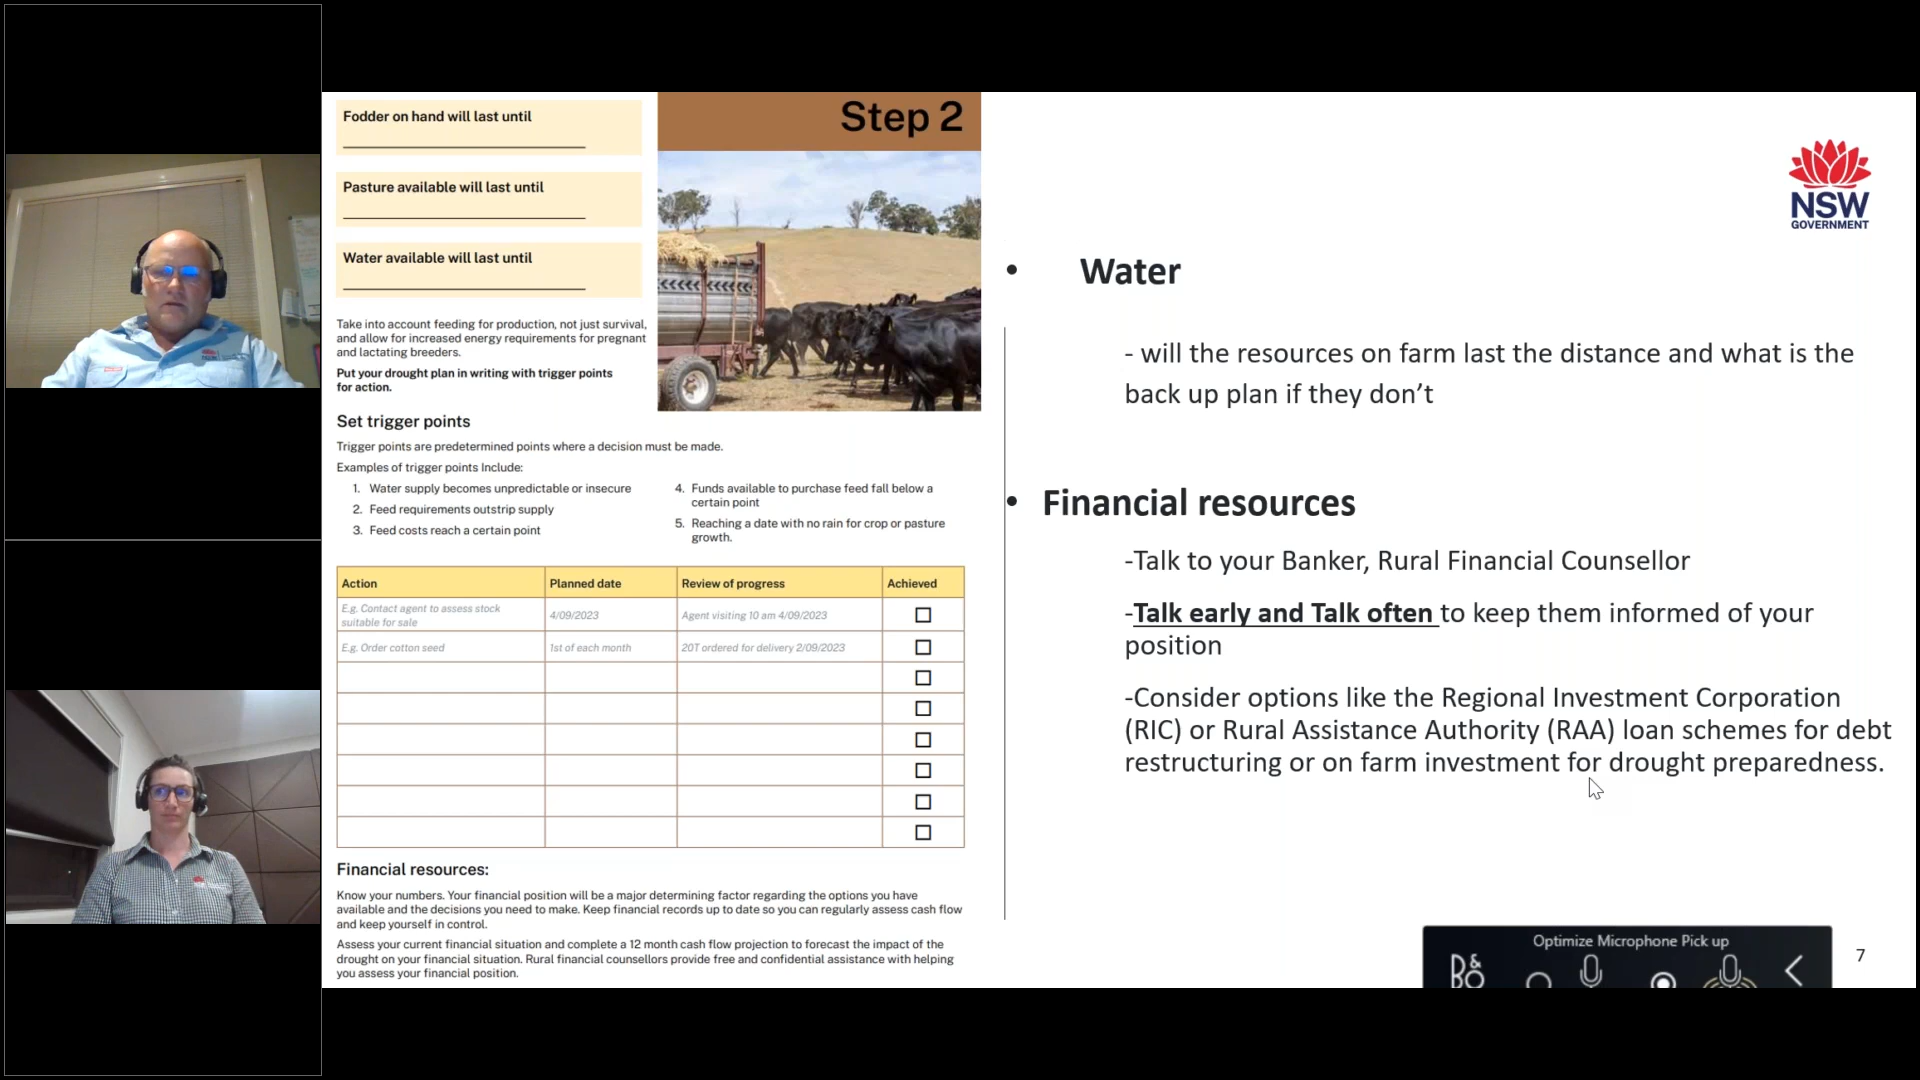 Fodder on hand will last until
Pasture available will last until
Water available will last until
Step 2
Take into account feeding for production, not just survival,
and allow for increased energy requirements for pregnant
and lactating breeders.
Put your drought plan in writing with trigger points
for action.
Set trigger points
Trigger points are predetermined points where a decision must be made.
Examples of trigger points Include:
1. Water supply becomes unpredictable or insecure
2. Feed requirements outstrip supply
3. Feed costs reach a certain point
4. Funds available to purchase feed fall below a
certain point
5. Reaching a date with no rain for crop or pasture
growth.
Action Planned date Review of progress Achieved
E.g. Contact agent to assess stock
suitable for sale
4/09/2023 Agent visiting 10 am 4/09/2023
E.g. Order cotton seed 1st of each month 20T ordered for delivery 2/09/2023
Financial resources:
Know your numbers. Your financial position will be a major determining factor regarding the options you have
available and the decisions you need to make. Keep financial records up to date so you can regularly assess cash flow
and keep yourself in control.
Assess your current financial situation and complete a 12 month cash flow projection to forecast the impact of the
drought on your financial situation. Rural financial counsellors provide free and confidential assistance with helping
you assess your financial position.
NSW
GOVERNMENT
• Water
- will the resources on farm last the distance and what is the
back up plan if they don’t
• Financial resources
-Talk to your Banker, Rural Financial Counsellor
-Talk early and Talk often to keep them informed of your
position
-Consider options like the Regional Investment Corporation
(RIC) or Rural Assistance Authority (RAA) loan schemes for debt
restructuring or on farm investment for drought preparedness.
Optimize Microphone Pick up
B&O
7